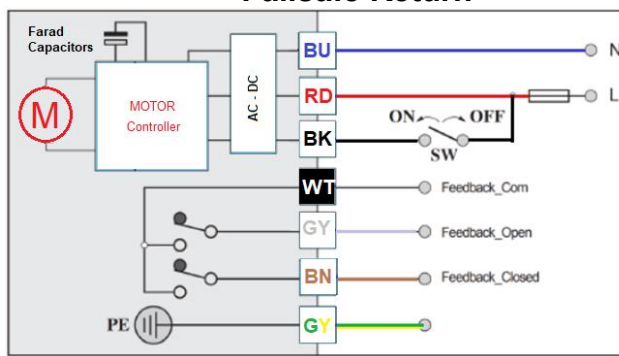 Failsafe Return
Farad
Capacitors
M
MOTOR
Controller
AC - DC
BU
N
RD
L
ON
OFF
BK
SW
WT
Feedback_Com
GY
Feedback_Open
BN
Feedback_Closed
PE
GY